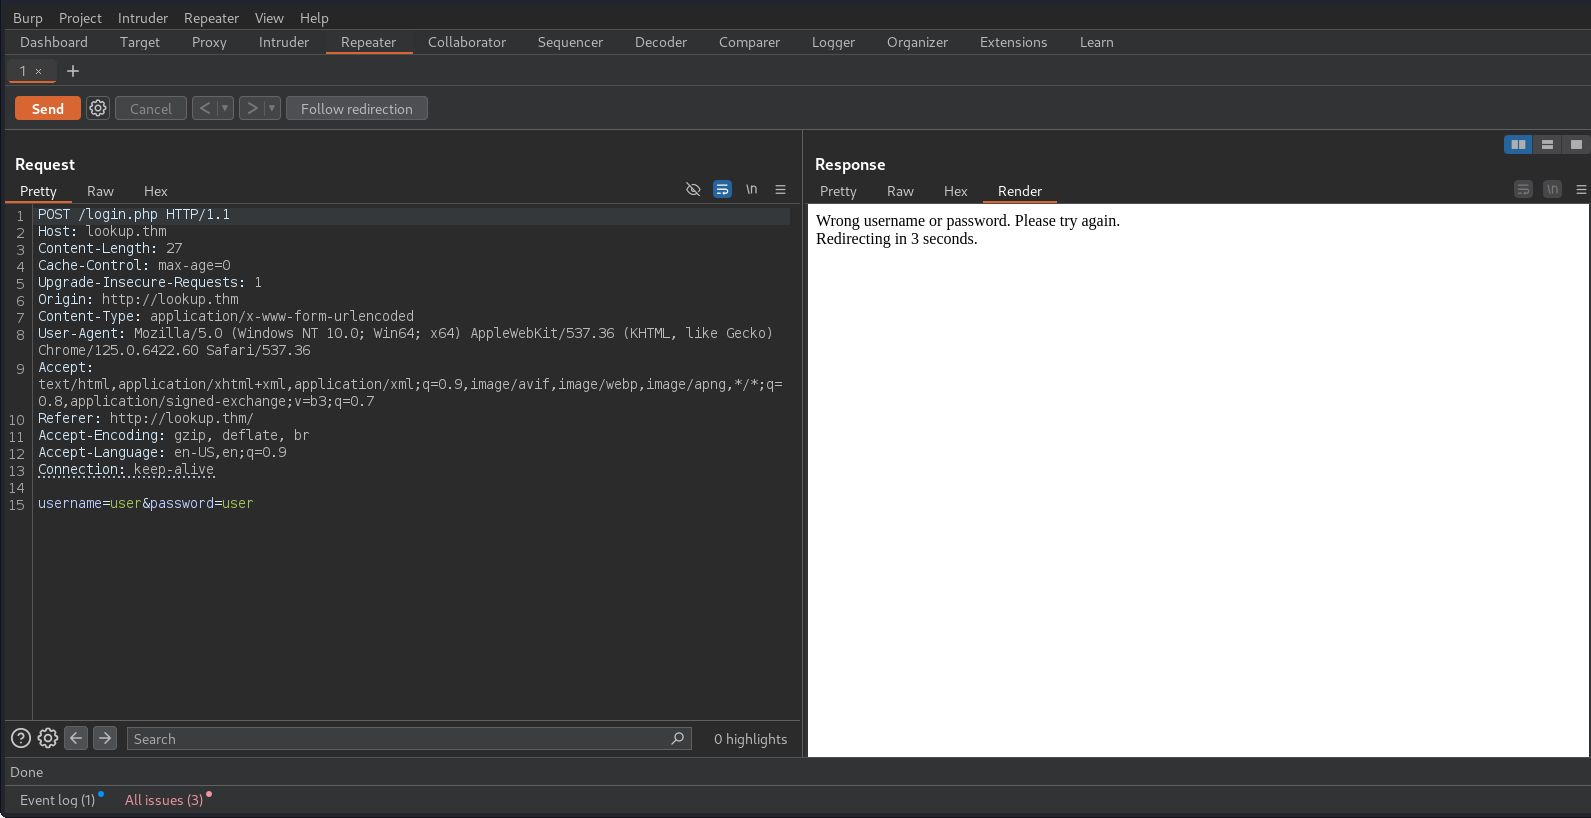 Burp Project Intruder Repeater View Help
Dashboard Target Proxy Intruder Repeater Collaborator Sequencer Decoder Comparer Logger Organizer Extensions Learn
1 × +
Send Cancel < > Follow redirection
Request
Pretty Raw Hex \n
1 POST /login.php HTTP/1.1
2 Host: lookup.thm
3 Content-Length: 27
4 Cache-Control: max-age=0
5 Upgrade-Insecure-Requests: 1
6 Origin: http://lookup.thm
7 Content-Type: application/x-www-form-urlencoded
8 User-Agent: Mozilla/5.0 (Windows NT 10.0; Win64; x64) AppleWebKit/537.36 (KHTML, like Gecko)
Chrome/125.0.6422.60 Safari/537.36
9 Accept:
text/html,application/xhtml+xml,application/xml;q=0.9,image/avif,image/webp,image/apng,*/*;q=
0.8,application/signed-exchange;v=b3;q=0.7
10 Referer: http://lookup.thm/
11 Accept-Encoding: gzip, deflate, br
12 Accept-Language: en-US,en;q=0.9
13 Connection: keep-alive
14
15 username=user&password=user
Search 0 highlights
Response
Pretty Raw Hex Render \n
Wrong username or password. Please try again.
Redirecting in 3 seconds.
Done
Event log (1) All issues (3)